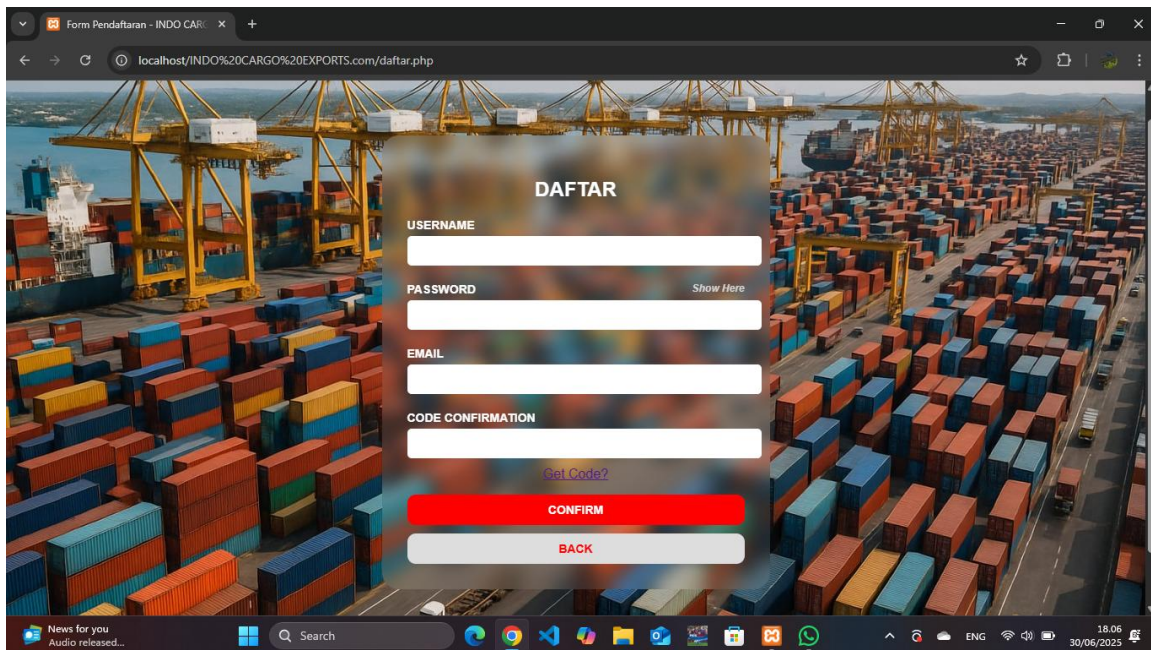 Form Pendaftaran - INDO CARG
localhost/INDO%20CARGO%20EXPORTS.com/daftar.php
DAFTAR
USERNAME
PASSWORD Show Here
EMAIL
CODE CONFIRMATION
Get Code?
CONFIRM
BACK
News for you
Audio released...
Search
ENG
18.06
30/06/2025